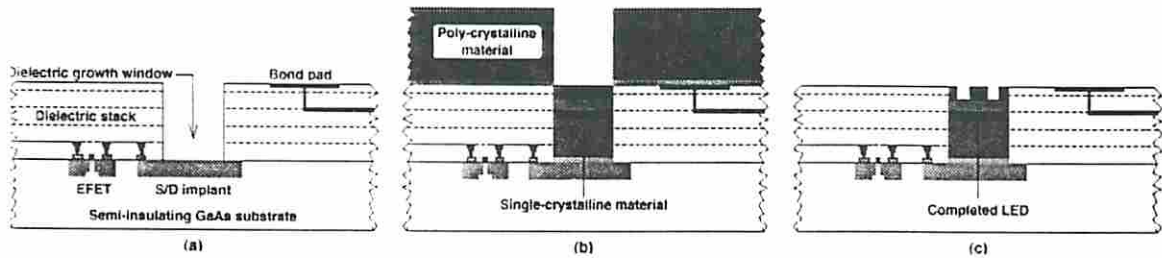 Dielectric growth window
Bond pad
Dielectric stack
EFET
S/D implant
Semi-insulating GaAs substrate
(a)
Poly-crystalline
material
Single-crystalline material
(b)
Completed LED
(c)